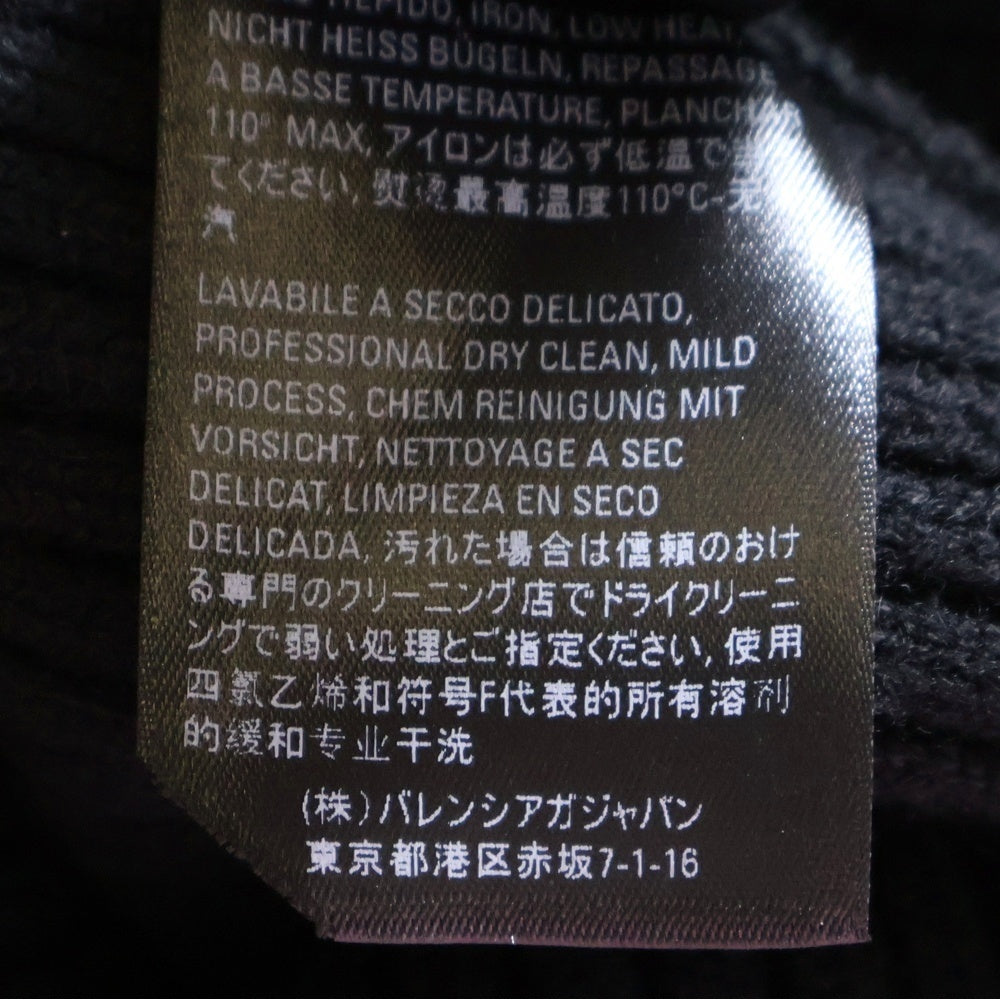 TEPIDO, IRON, LOW HEAT,
NICHT HEISS BÜGELN, REPASSAGE
A BASSE TEMPERATURE, PLANCHAR
110° MAX, アイロンは必ず低温で
てください, 熨烫最高温度110°C-无
汽
LAVABILE A SECCO DELICATO,
PROFESSIONAL DRY CLEAN, MILD
PROCESS, CHEM REINIGUNG MIT
VORSICHT, NETTOYAGE A SEC
DELICAT, LIMPIEZA EN SECO
DELICADA, 汚れた場合は信頼のおけ
る専門のクリーニング店でドライクリーニ
ングで弱い処理とご指定ください, 使用
四氯乙烯和符号F代表的所有溶剂
的缓和专业干洗
(株)バレンシアガジャパン
東京都港区赤坂7-1-16